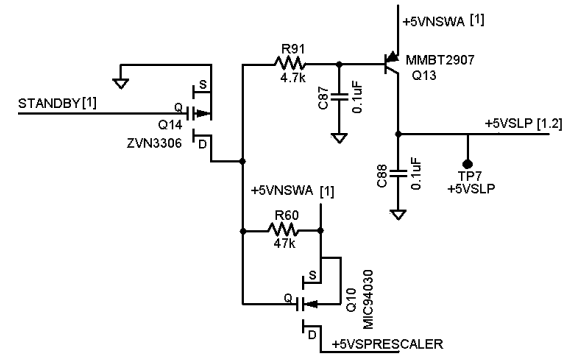 +5VNSWA [1]
R91
4.7k
MMBT2907
Q13
C87
0.1uF
S
STANDBY[1]
Q
Q14
ZVN3306
D
+5VSLP [1.2]
C88
0.1uF
TP7
+5VSLP
+5VNSWA [1]
R60
47k
S
Q
Q10
MIC94030
D
+5VSPRESCALER